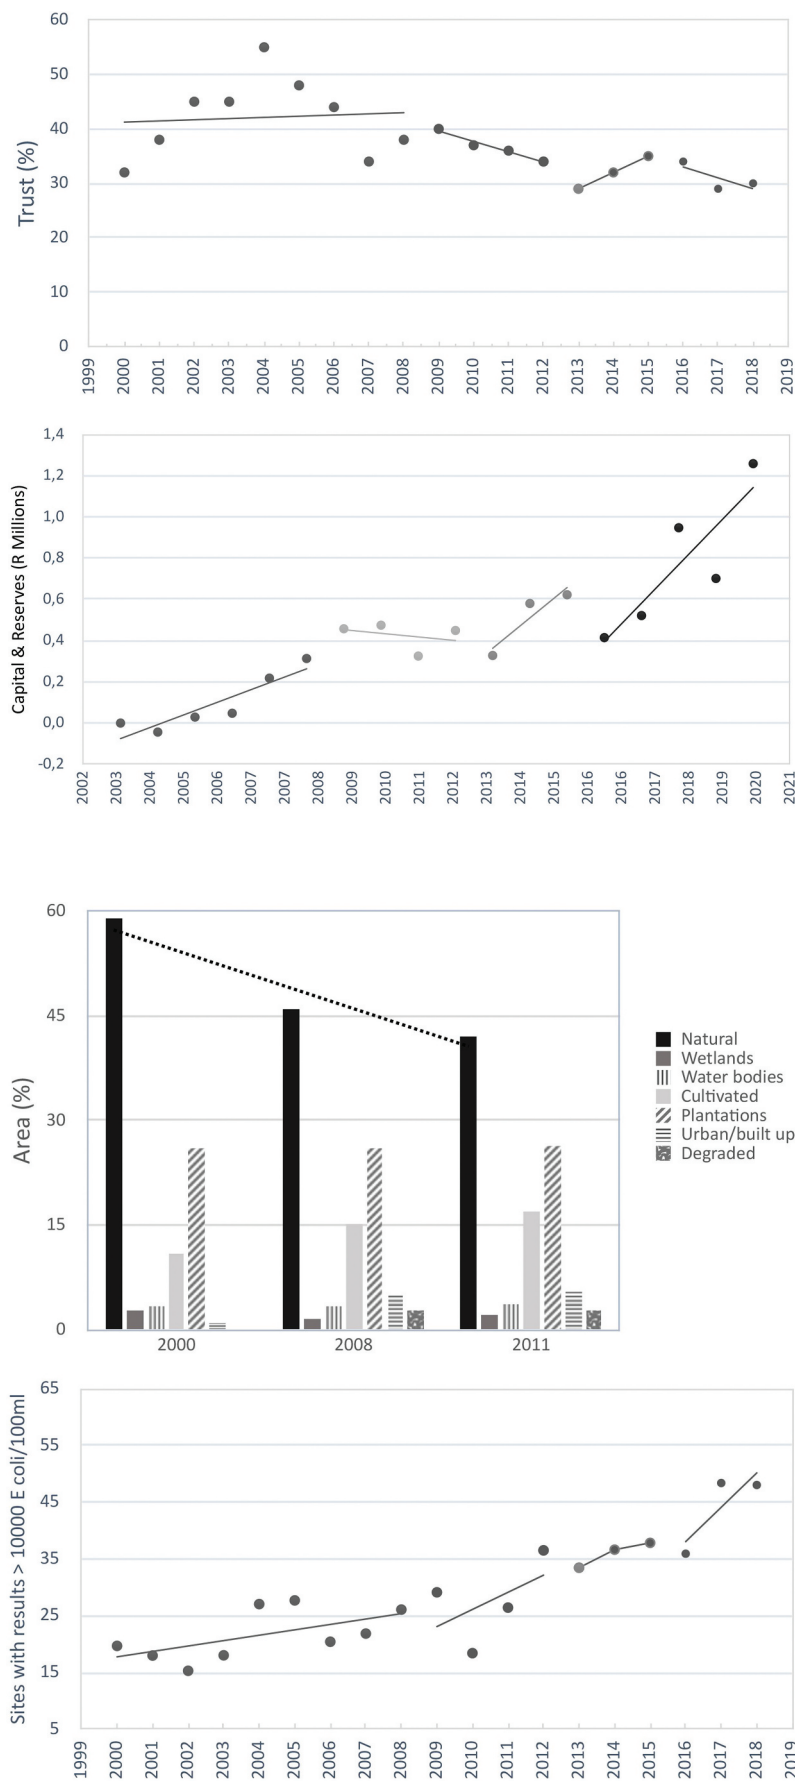 60
50
40
30
20
10
0
Trust (%)
1999 2000 2001 2002 2003 2004 2005 2006 2007 2008 2009 2010 2011 2012 2013 2014 2015 2016 2017 2018 2019
1,4
1,2
1,0
0,8
0,6
0,4
0,2
0,0
-0,2
Capital & Reserves (R Millions)
2002 2003 2004 2005 2006 2007 2007 2008 2009 2010 2011 2012 2013 2014 2015 2016 2016 2017 2018 2019 2020 2021
60
45
30
15
0
Area (%)
2000 2008 2011
Natural
Wetlands
Water bodies
Cultivated
Plantations
Urban/built up
Degraded
65
55
45
35
25
15
5
Sites with results > 10000 E coli/100ml
1999 2000 2001 2002 2003 2004 2005 2006 2007 2008 2009 2010 2011 2012 2013 2014 2015 2016 2017 2018 2019